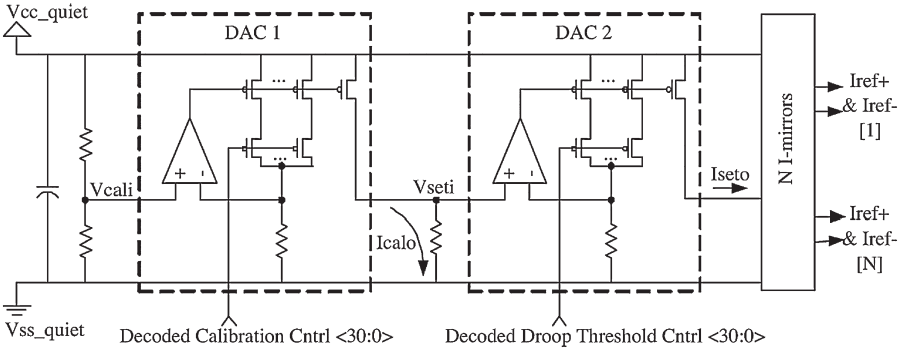 Vcc_quiet
DAC 1
DAC 2
Iref+
& Iref-
[1]
N I-mirrors
+ -
+ -
...
...
...
...
Vcali
Vseti
Iseto
Icalo
Iref+
& Iref-
[N]
Vss_quiet
Decoded Calibration Cntrl <30:0>
Decoded Droop Threshold Cntrl <30:0>